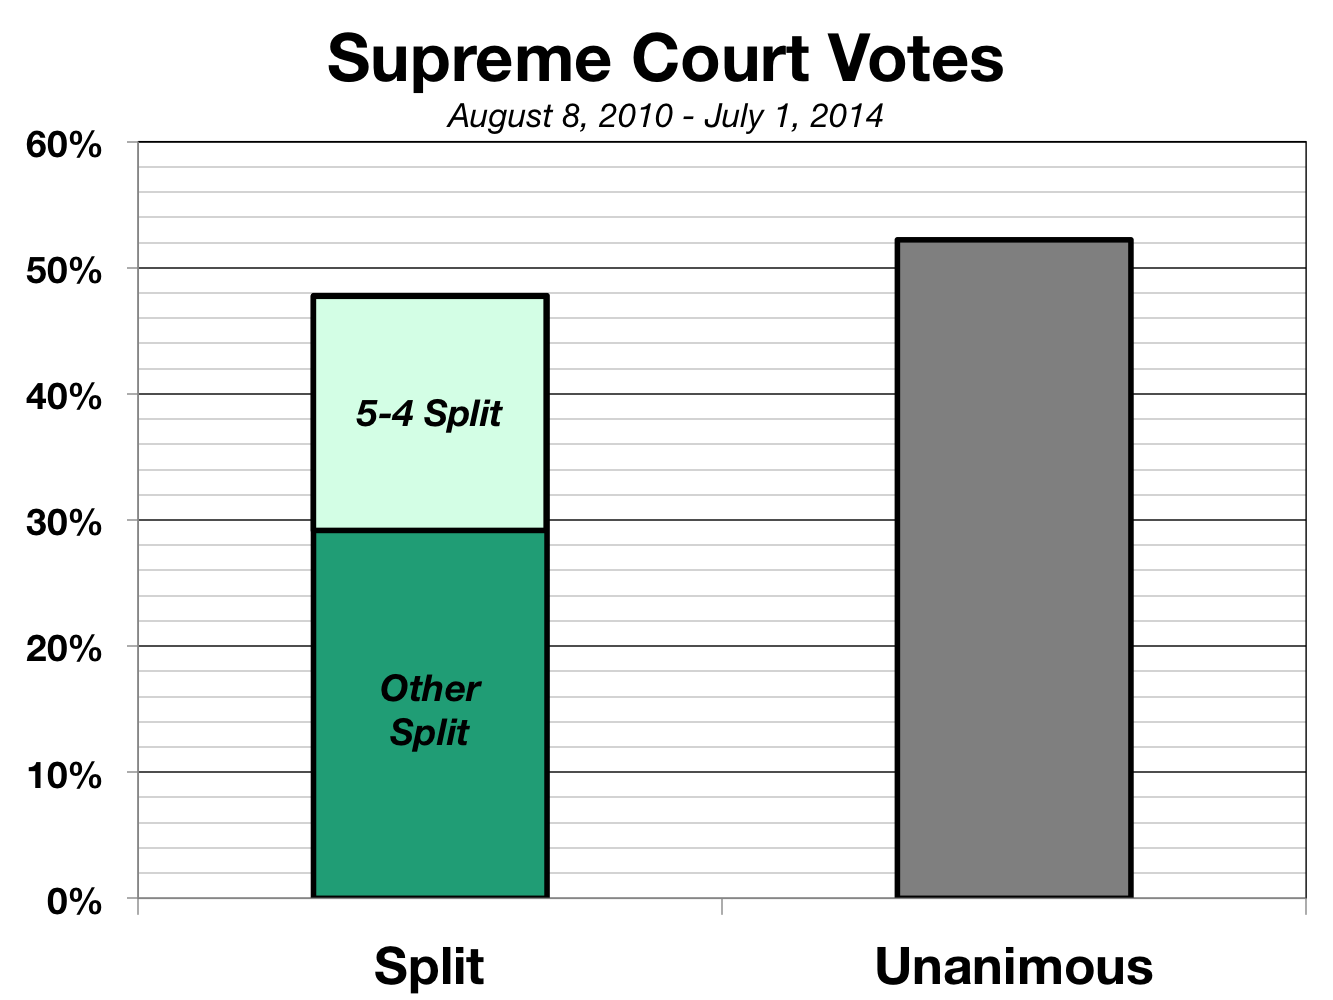 Supreme Court Votes
August 8, 2010 - July 1, 2014
60%
50%
40%
30%
20%
10%
0%
5-4 Split
Other
Split
Split
Unanimous